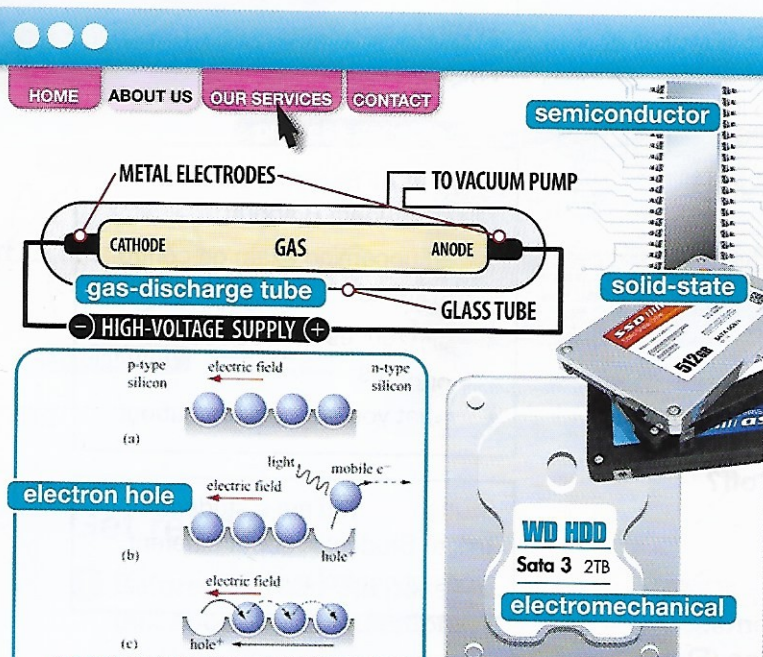 HOME ABOUT US OUR SERVICES CONTACT
semiconductor
METAL ELECTRODES
TO VACUUM PUMP
CATHODE GAS ANODE
gas-discharge tube
GLASS TUBE
− HIGH-VOLTAGE SUPPLY +
solid-state
SSD
512GB
p-type silicon
electric field
n-type silicon
(a)
light
mobile e⁻
electric field
electron hole
(b)
hole⁺
electric field
(c)
hole⁺
WD HDD
Sata 3 2TB
electromechanical